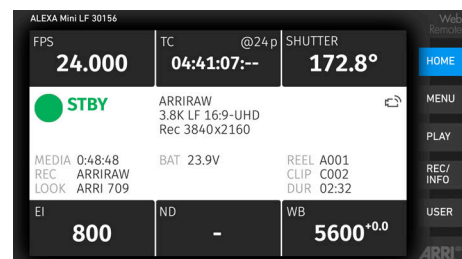 ALEXA Mini LF 30156
Web
Remote
FPS
24.000
TC @24p
04:41:07:--
SHUTTER
172.8°
HOME
STBY
ARRIRAW
3.8K LF 16:9-UHD
Rec 3840x2160
MENU
PLAY
MEDIA 0:48:48
REC ARRIRAW
LOOK ARRI 709
BAT 23.9V
REEL A001
CLIP C002
DUR 02:32
REC/
INFO
EI
800
ND
-
WB
5600+0.0
USER
ARRI